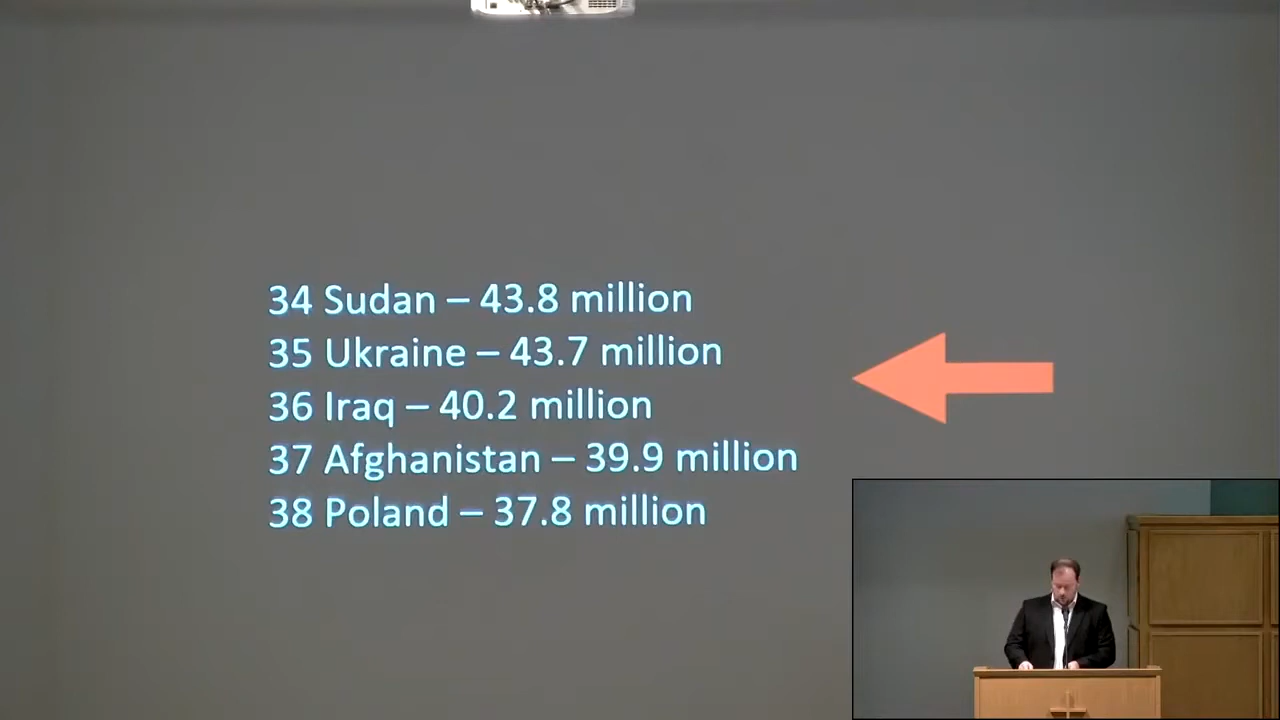 34 Sudan – 43.8 million
35 Ukraine – 43.7 million
36 Iraq – 40.2 million
37 Afghanistan – 39.9 million
38 Poland – 37.8 million